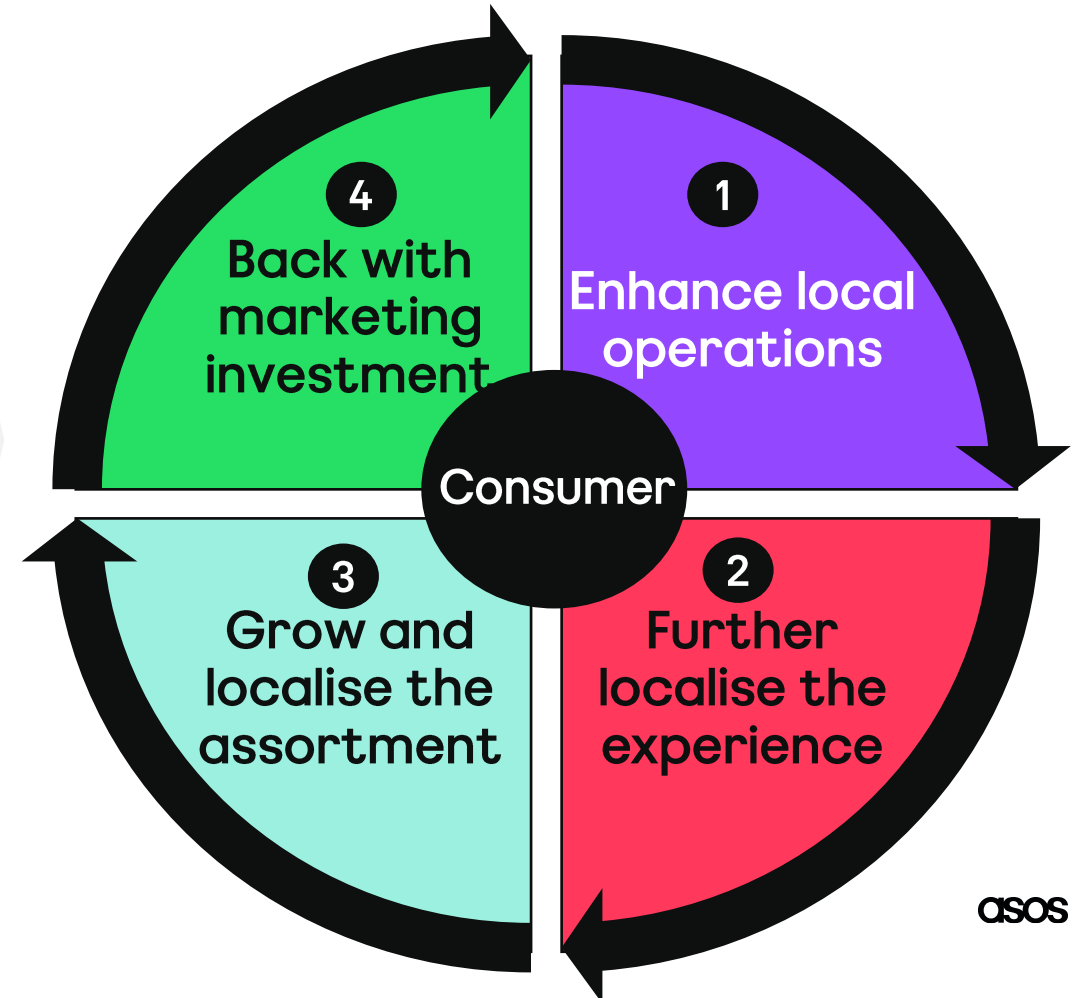 1
Enhance local
operations
2
Further
localise the
experience
3
Grow and
localise the
assortment
4
Back with
marketing
investment
Consumer
asos